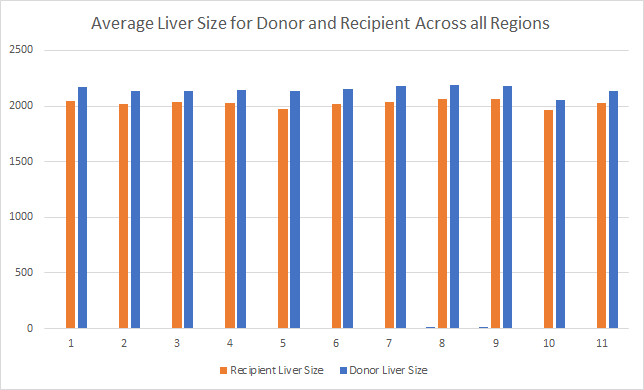 Average Liver Size for Donor and Recipient Across all Regions
2500
2000
1500
1000
500
0
1 2 3 4 5 6 7 8 9 10 11
Recipient Liver Size Donor Liver Size